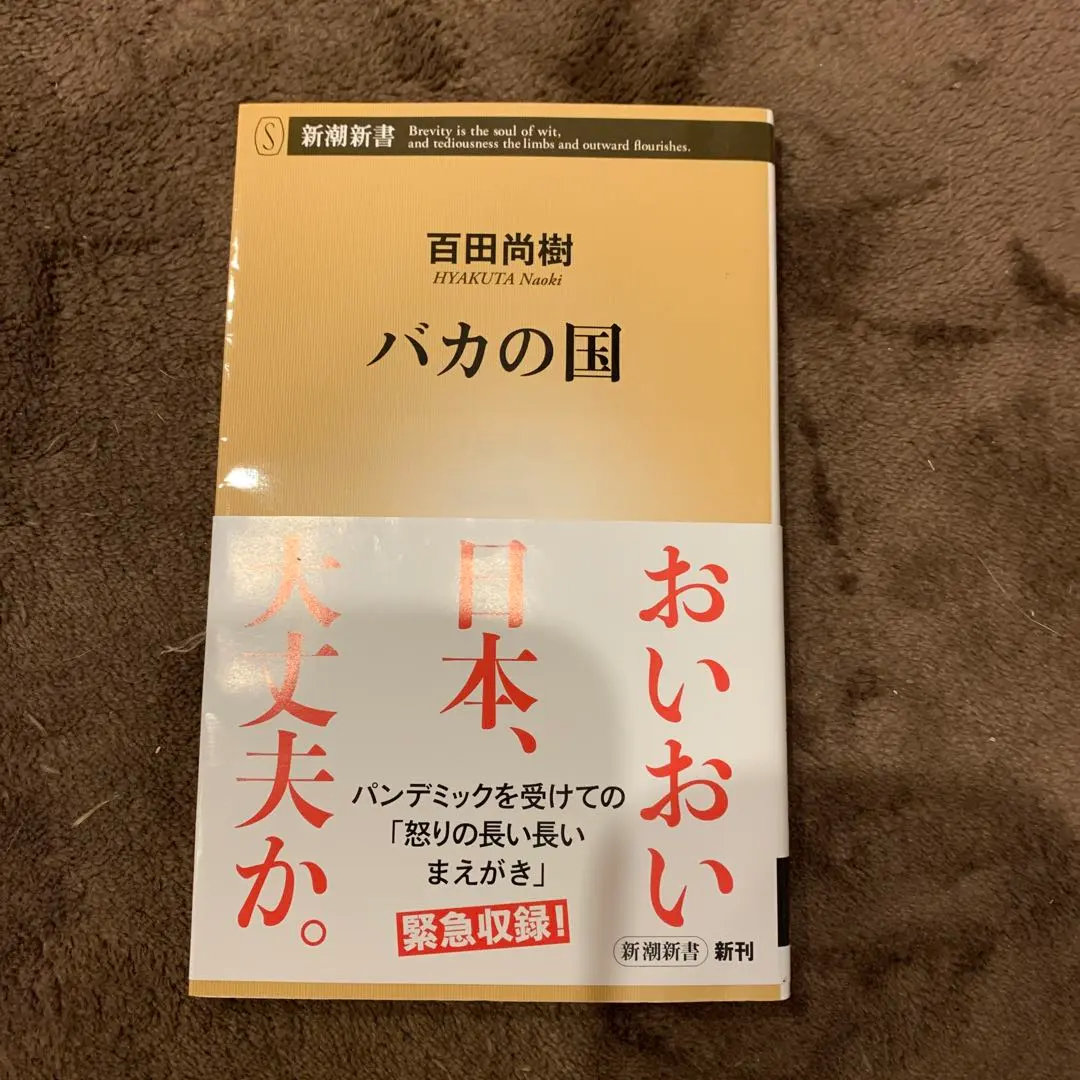 S
新潮新書
Brevity is the soul of wit,
and tediousness the limbs and outward flourishes.
百田尚樹
HYAKUTA Naoki
バカの国
おいおい
日本、
大丈夫か。
パンデミックを受けての
「怒りの長い長い
まえがき」
緊急収録!
新潮新書 新刊